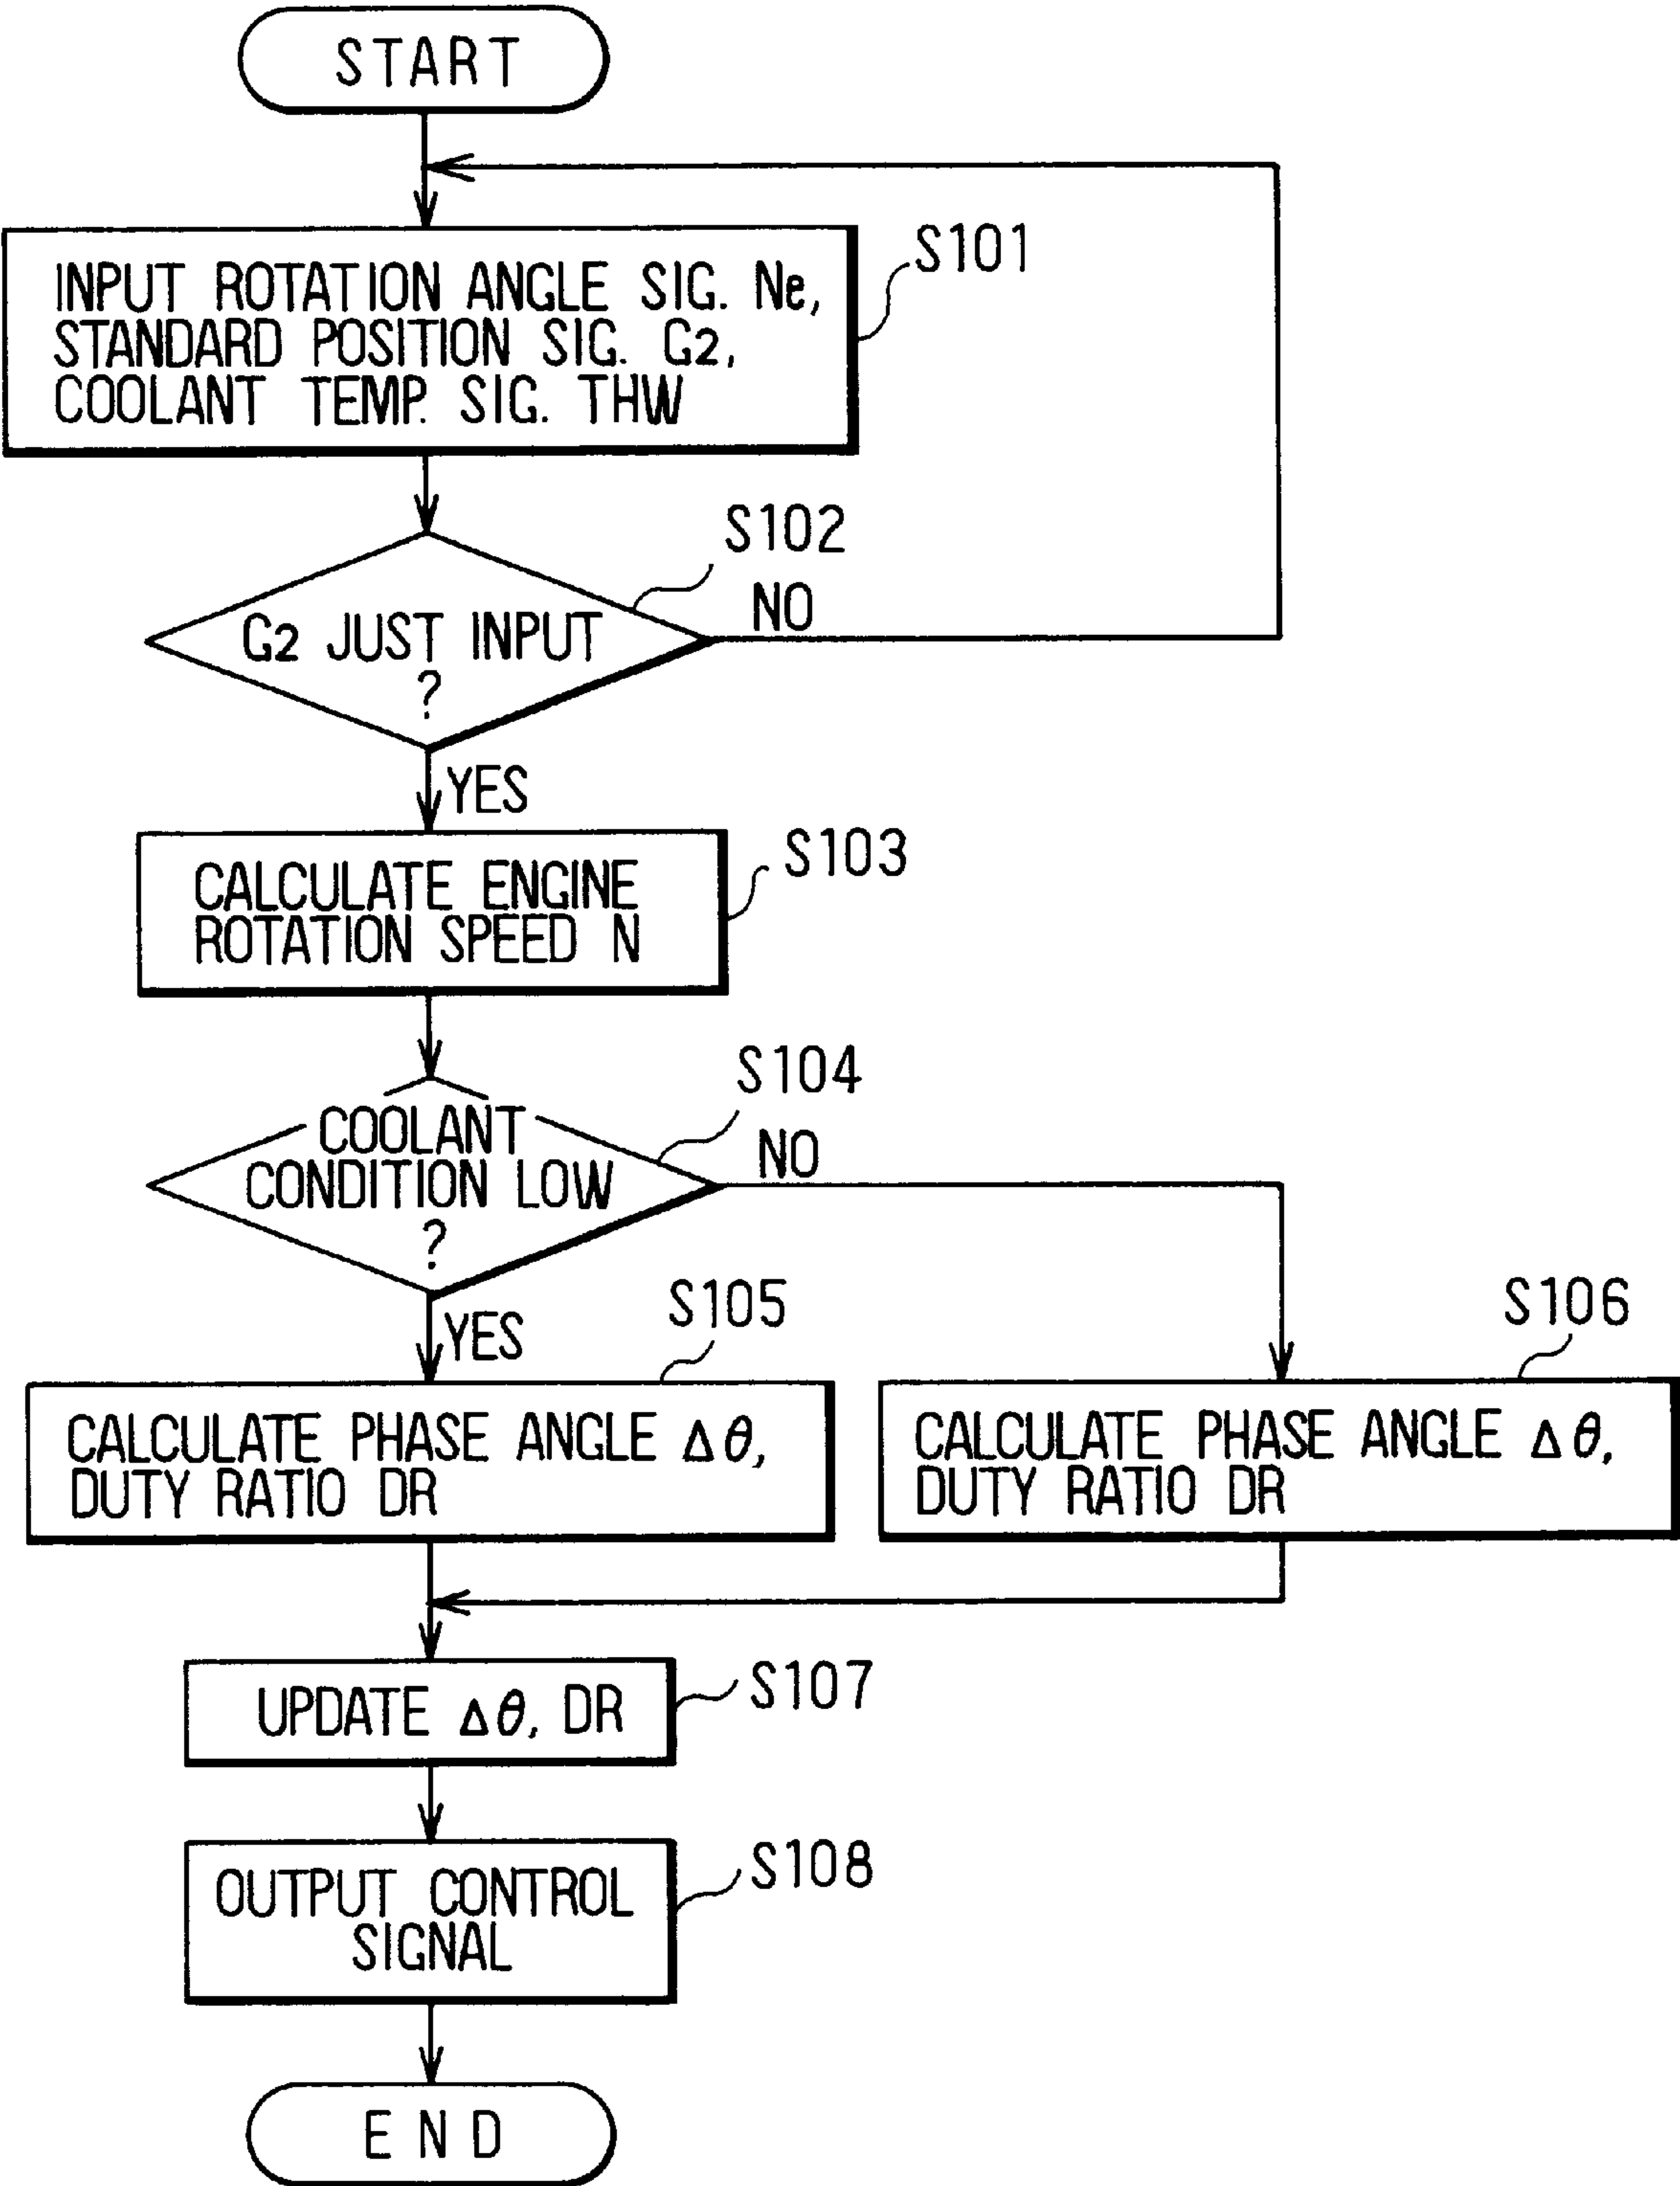 START
S101
INPUT ROTATION ANGLE SIG. Ne,
STANDARD POSITION SIG. G2,
COOLANT TEMP. SIG. THW
S102
NO
G2 JUST INPUT
?
YES
S103
CALCULATE ENGINE
ROTATION SPEED N
S104
NO
COOLANT
CONDITION LOW
?
YES
S105
S106
CALCULATE PHASE ANGLE Δθ,
DUTY RATIO DR
CALCULATE PHASE ANGLE Δθ,
DUTY RATIO DR
S107
UPDATE Δθ, DR
S108
OUTPUT CONTROL
SIGNAL
END